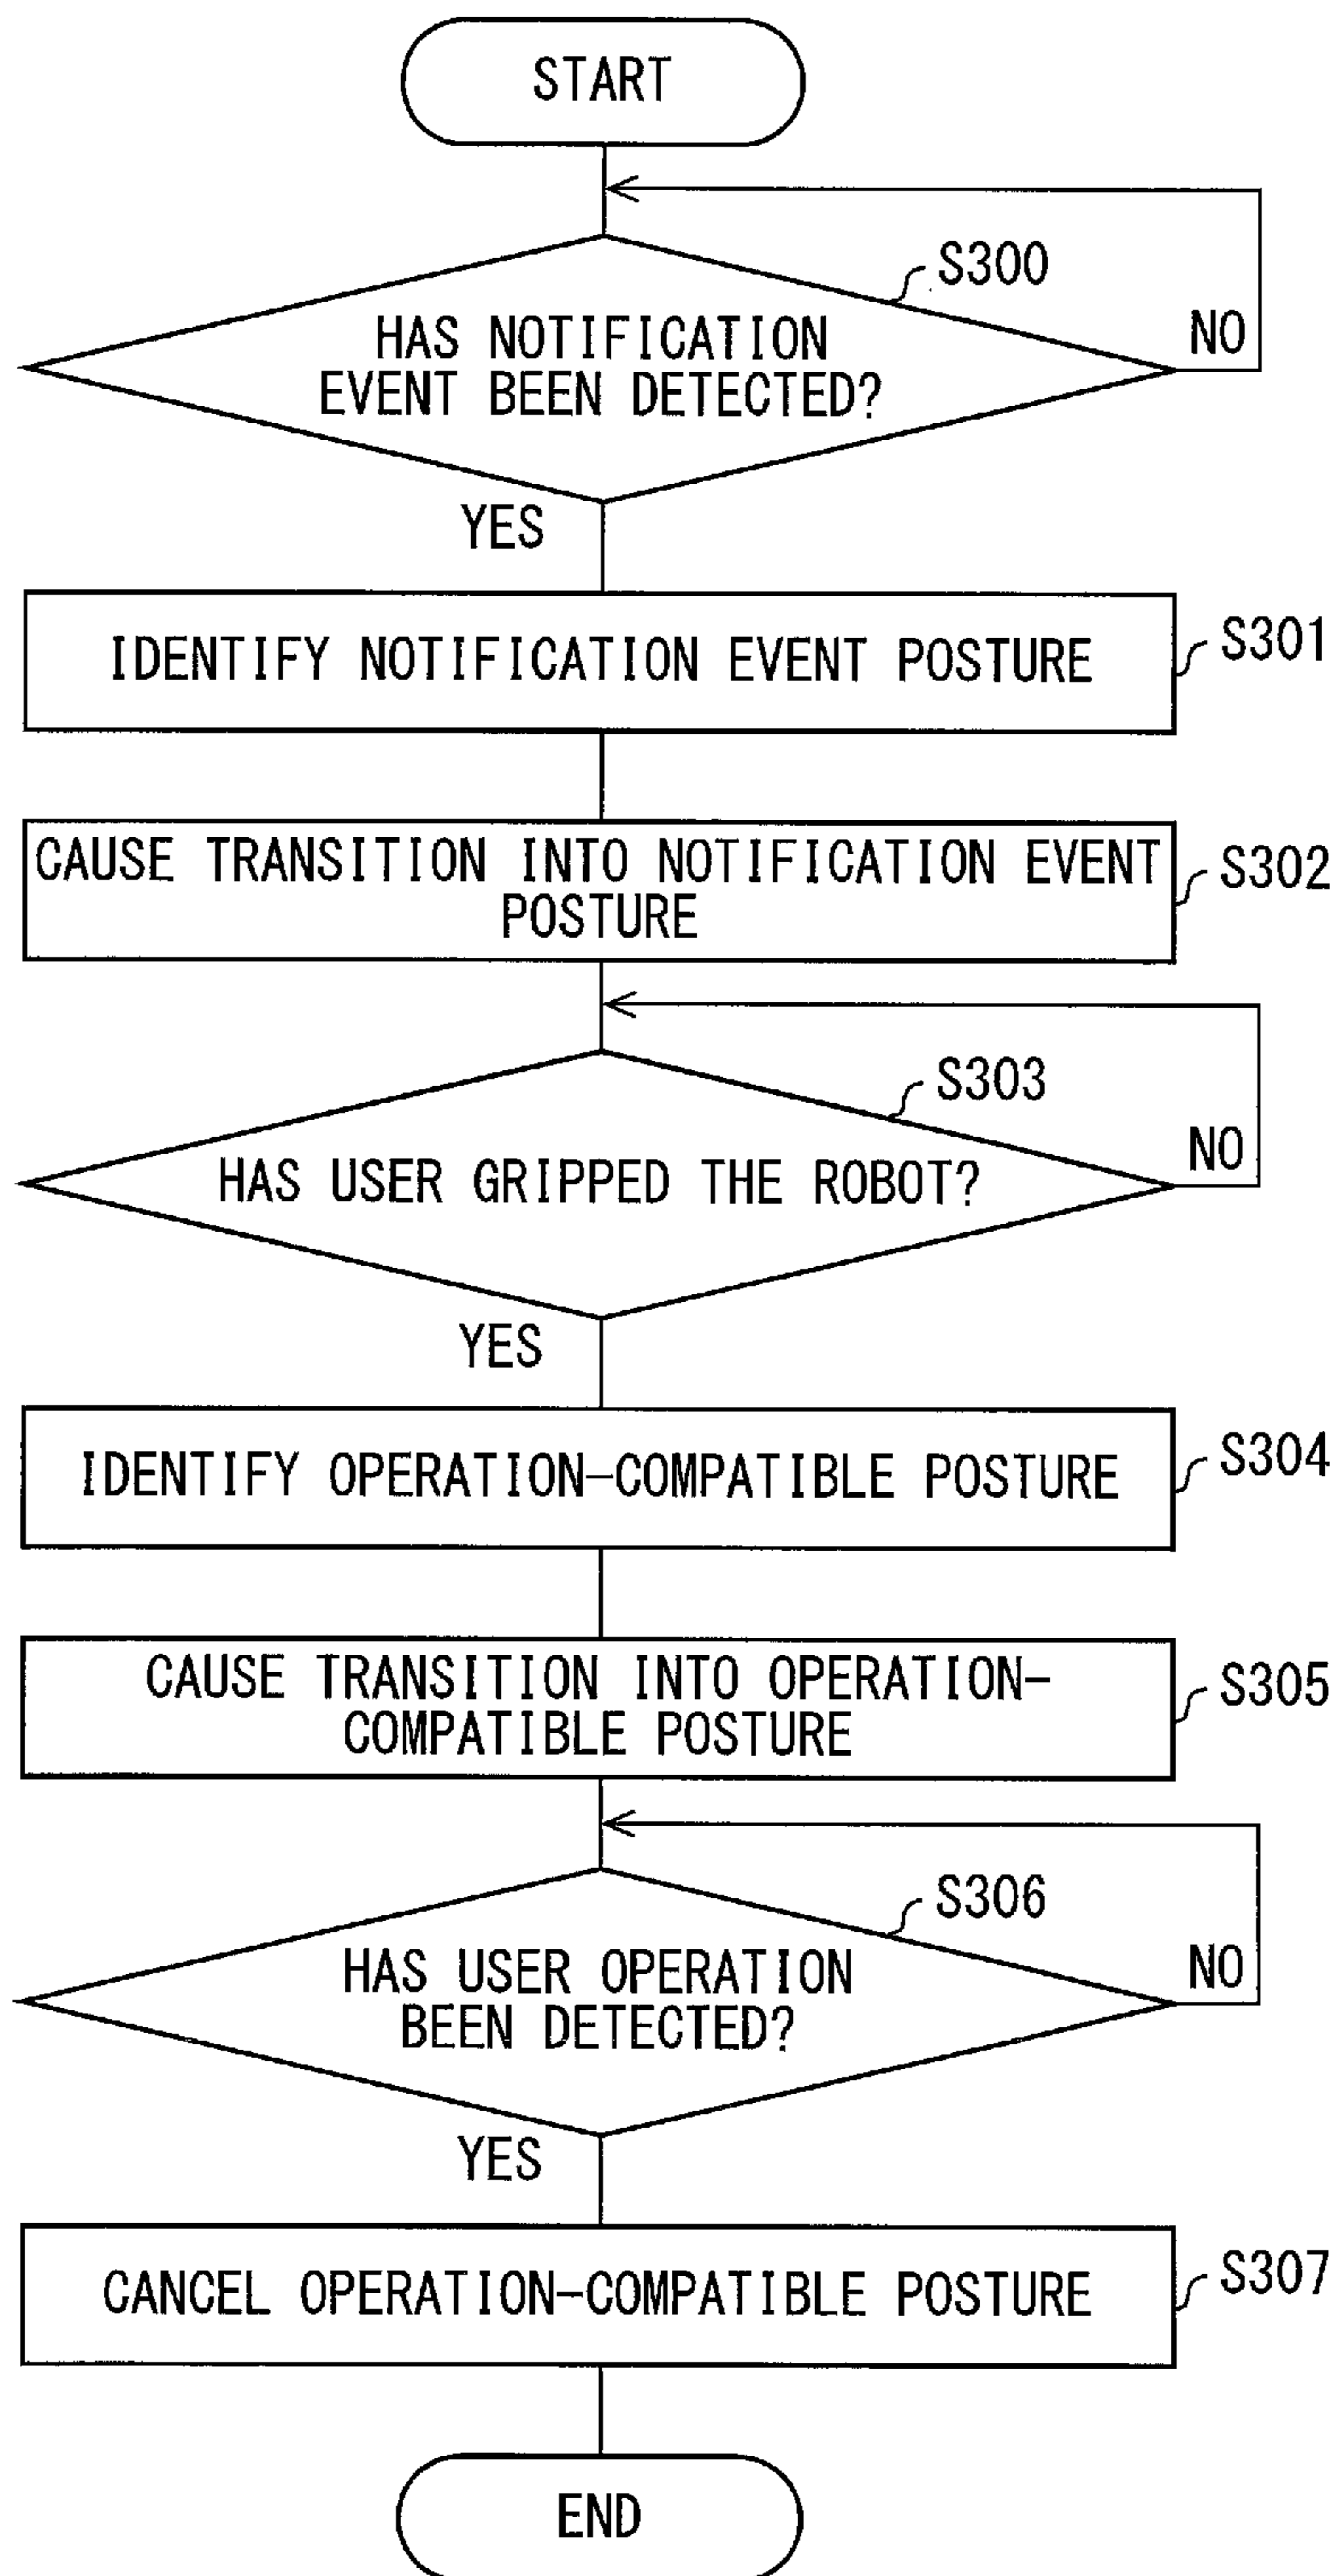 START
S300
HAS NOTIFICATION
EVENT BEEN DETECTED?
NO
YES
IDENTIFY NOTIFICATION EVENT POSTURE
S301
CAUSE TRANSITION INTO NOTIFICATION EVENT
POSTURE
S302
S303
HAS USER GRIPPED THE ROBOT?
NO
YES
IDENTIFY OPERATION-COMPATIBLE POSTURE
S304
CAUSE TRANSITION INTO OPERATION-
COMPATIBLE POSTURE
S305
S306
HAS USER OPERATION
BEEN DETECTED?
NO
YES
CANCEL OPERATION-COMPATIBLE POSTURE
S307
END